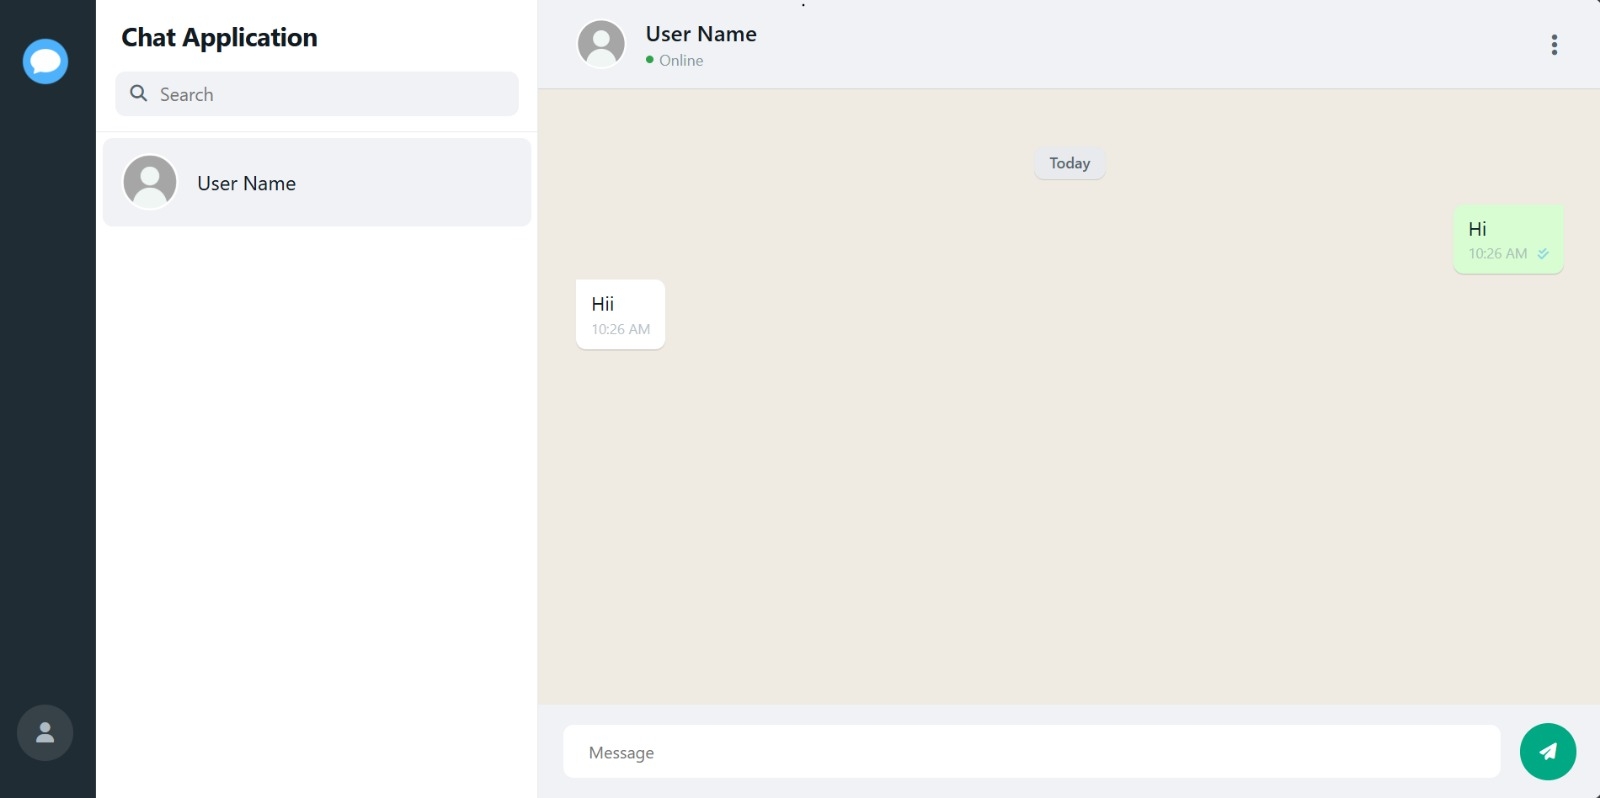 Chat Application
Search
User Name
User Name
Online
Today
Hi
10:26 AM
Hii
10:26 AM
Message